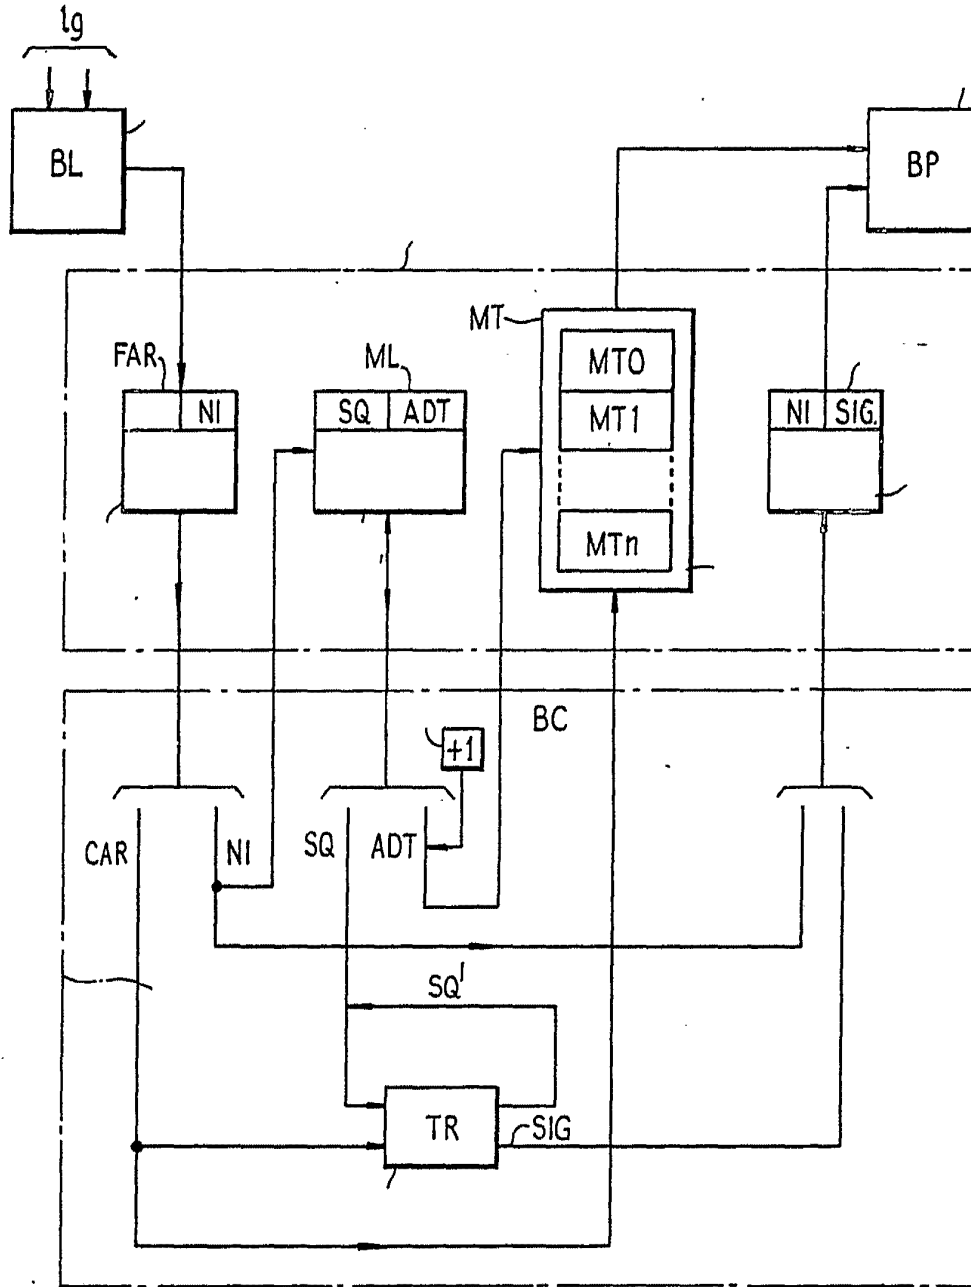 lg
BL
BP
MT
MT0
MT1
MTn
FAR
NI
ML
SQ ADT
NI SIG.
BC
+1
CAR
NI
SQ
ADT
SQ'
TR
SIG